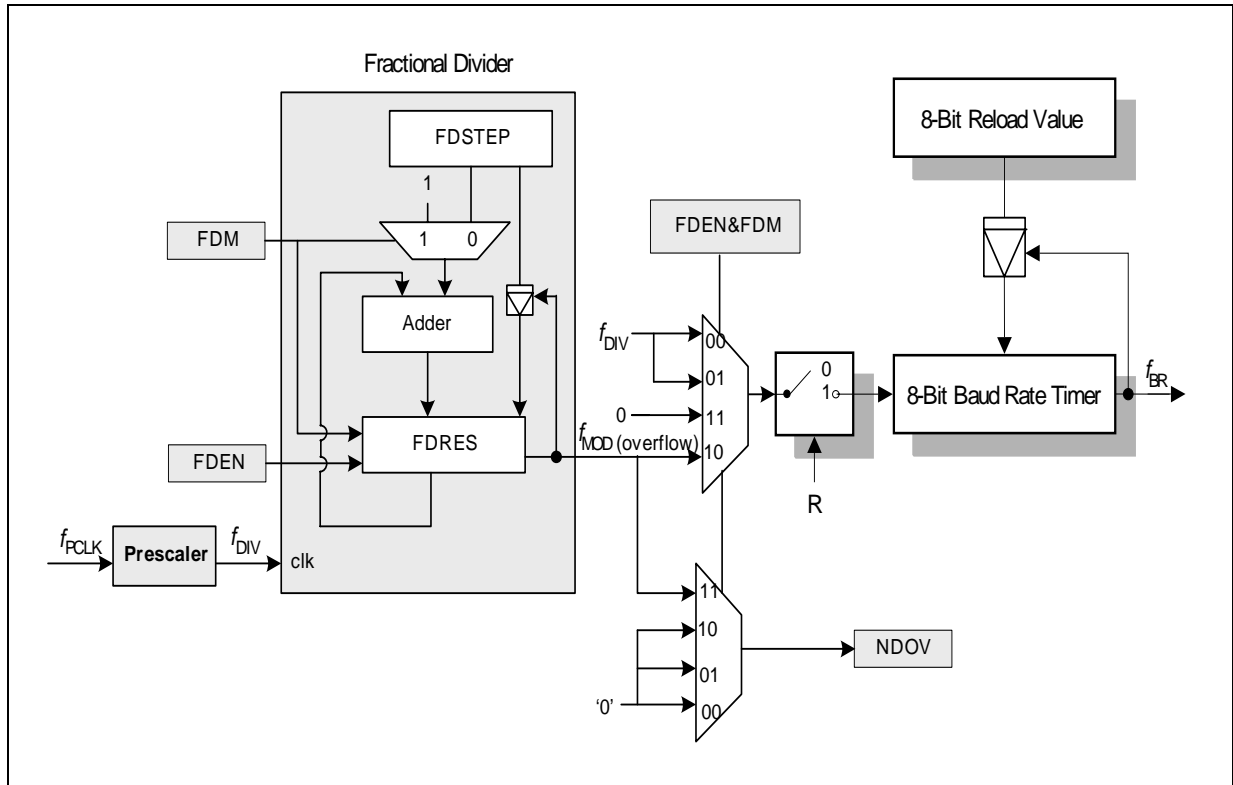 Fractional Divider
FDSTEP
8-Bit Reload Value
1
FDM
1 0
FDEN&FDM
Adder
fDIV
00
01
0
11
10
0
1
8-Bit Baud Rate Timer
fBR
FDEN
FDRES
fMOD (overflow)
R
fPCLK
Prescaler
fDIV
clk
11
10
01
00
‘0’
NDOV